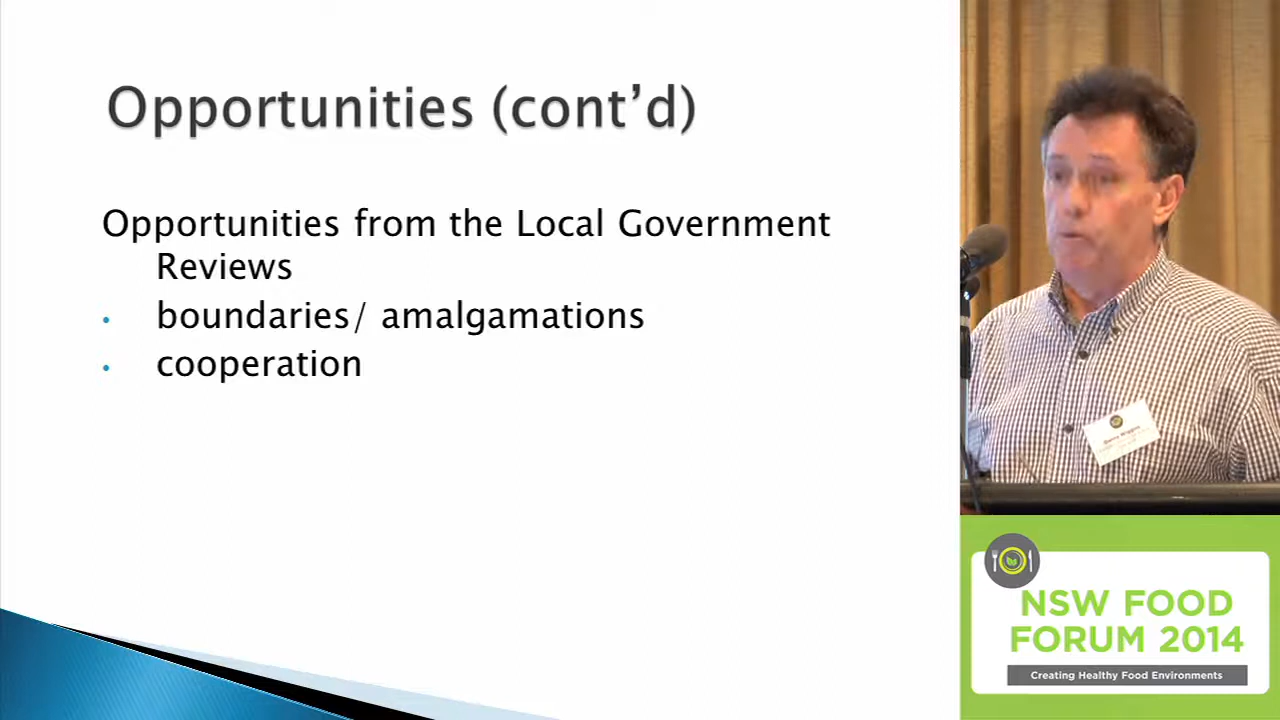 Opportunities (cont’d)
Opportunities from the Local Government
Reviews
• boundaries/ amalgamations
• cooperation
NSW FOOD
FORUM 2014
Creating Healthy Food Environments